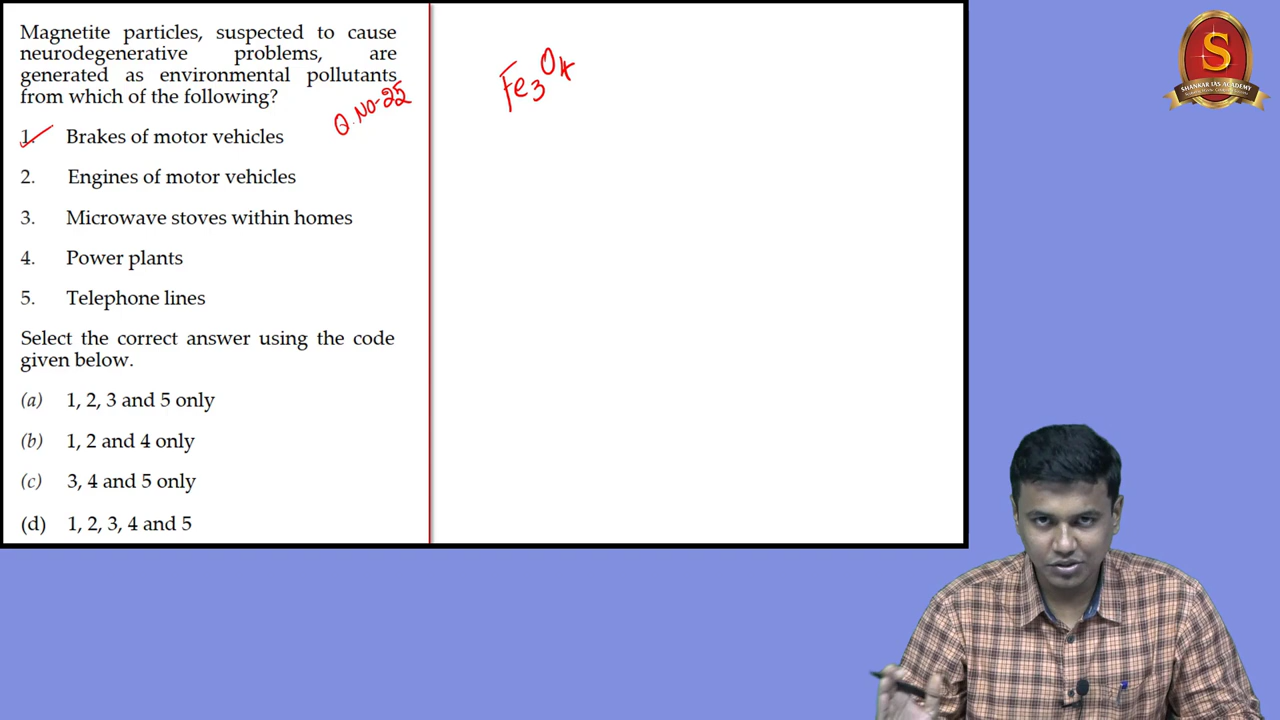 Magnetite particles, suspected to cause
neurodegenerative problems, are
generated as environmental pollutants
from which of the following?
Q.NO-25
1. Brakes of motor vehicles
2. Engines of motor vehicles
3. Microwave stoves within homes
4. Power plants
5. Telephone lines
Select the correct answer using the code
given below.
(a) 1, 2, 3 and 5 only
(b) 1, 2 and 4 only
(c) 3, 4 and 5 only
(d) 1, 2, 3, 4 and 5
Fe3O4
S
SHANKAR IAS ACADEMY